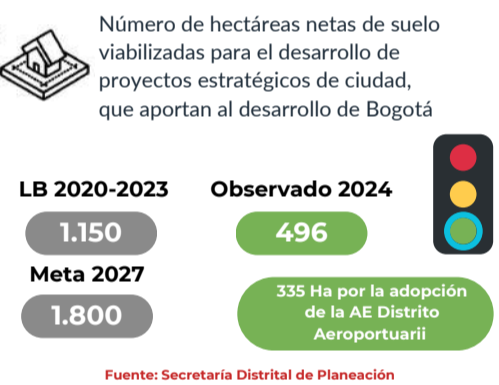 Número de hectáreas netas de suelo
viabilizadas para el desarrollo de
proyectos estratégicos de ciudad,
que aportan al desarrollo de Bogotá
LB 2020-2023
1.150
Observado 2024
496
Meta 2027
1.800
335 Ha por la adopción
de la AE Distrito
Aeroportuarii
Fuente: Secretaría Distrital de Planeación